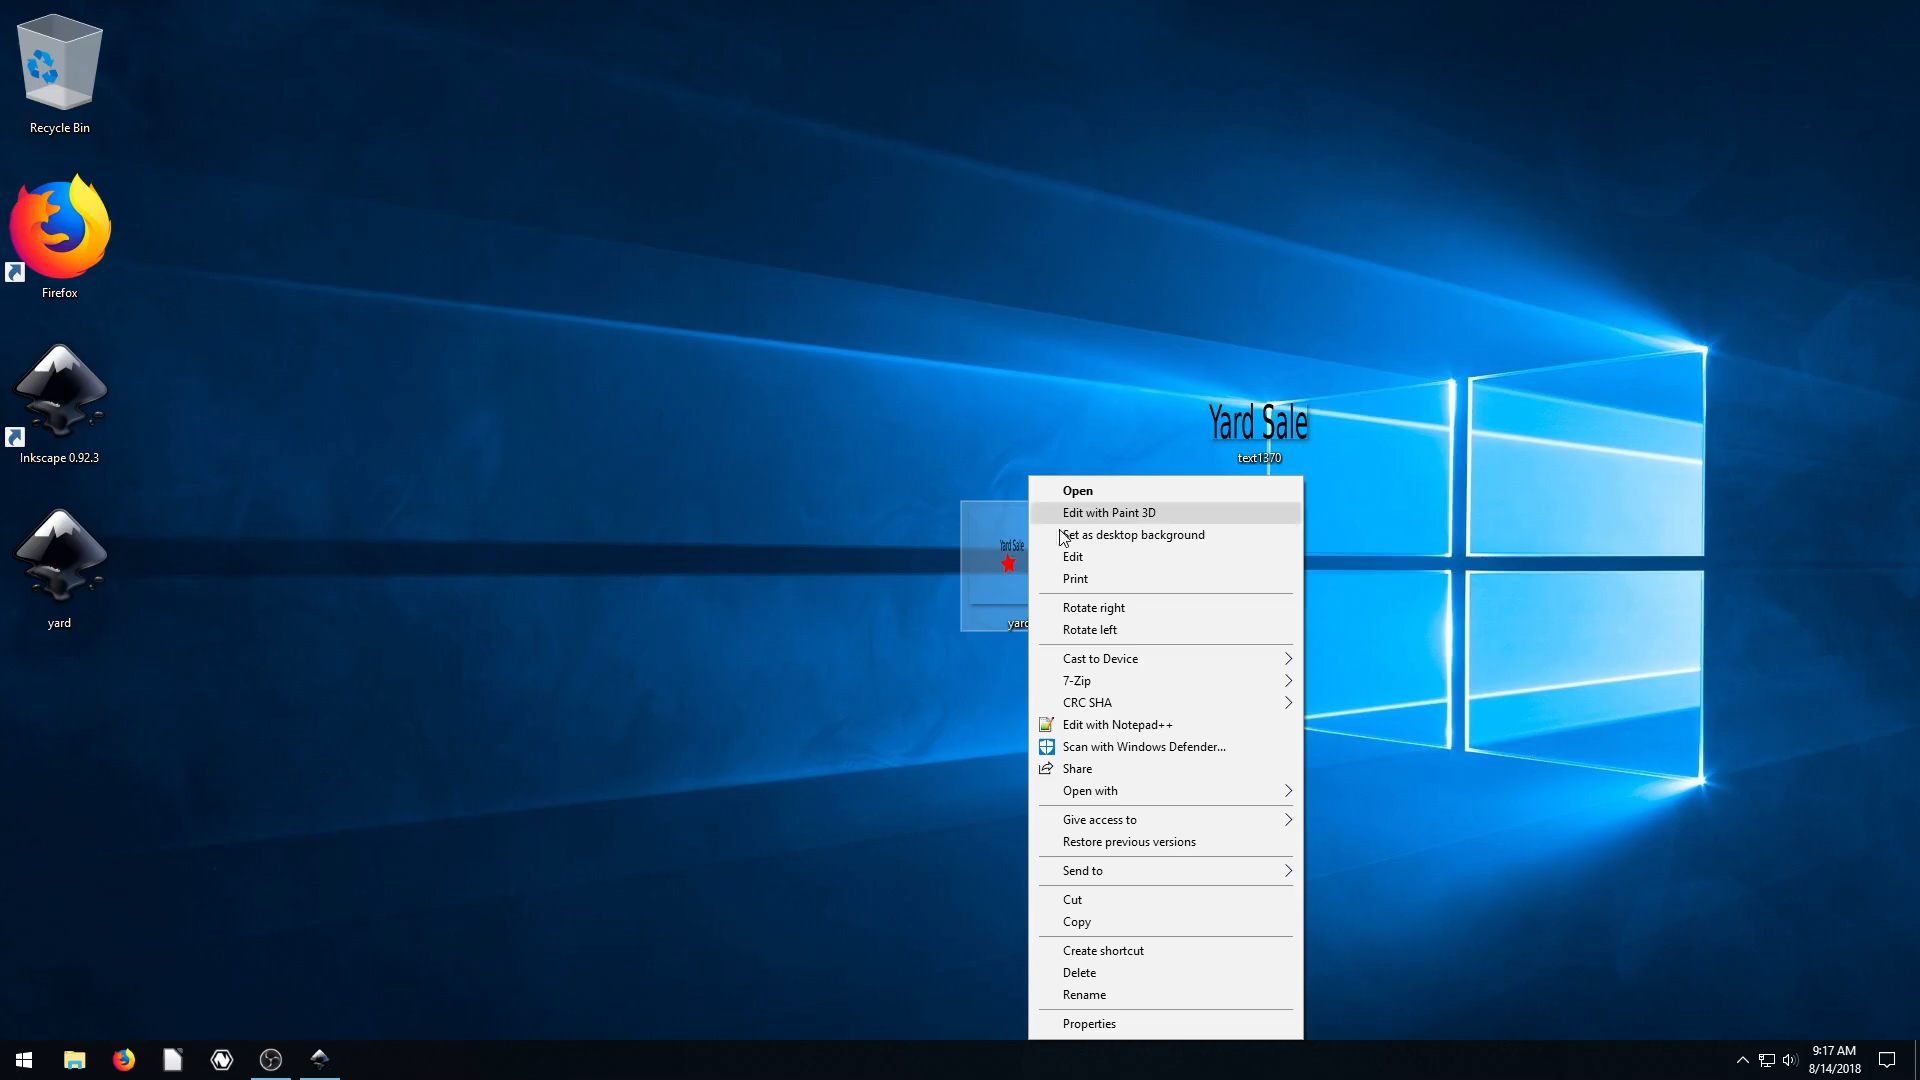 Recycle Bin
Firefox
Inkscape 0.92.3
yard
Yard Sale
text1370
Yard Sale
Open
Edit with Paint 3D
Set as desktop background
Edit
Print
Rotate right
Rotate left
Cast to Device
7-Zip
CRC SHA
Edit with Notepad++
Scan with Windows Defender...
Share
Open with
Give access to
Restore previous versions
Send to
Cut
Copy
Create shortcut
Delete
Rename
Properties
9:17 AM
8/14/2018